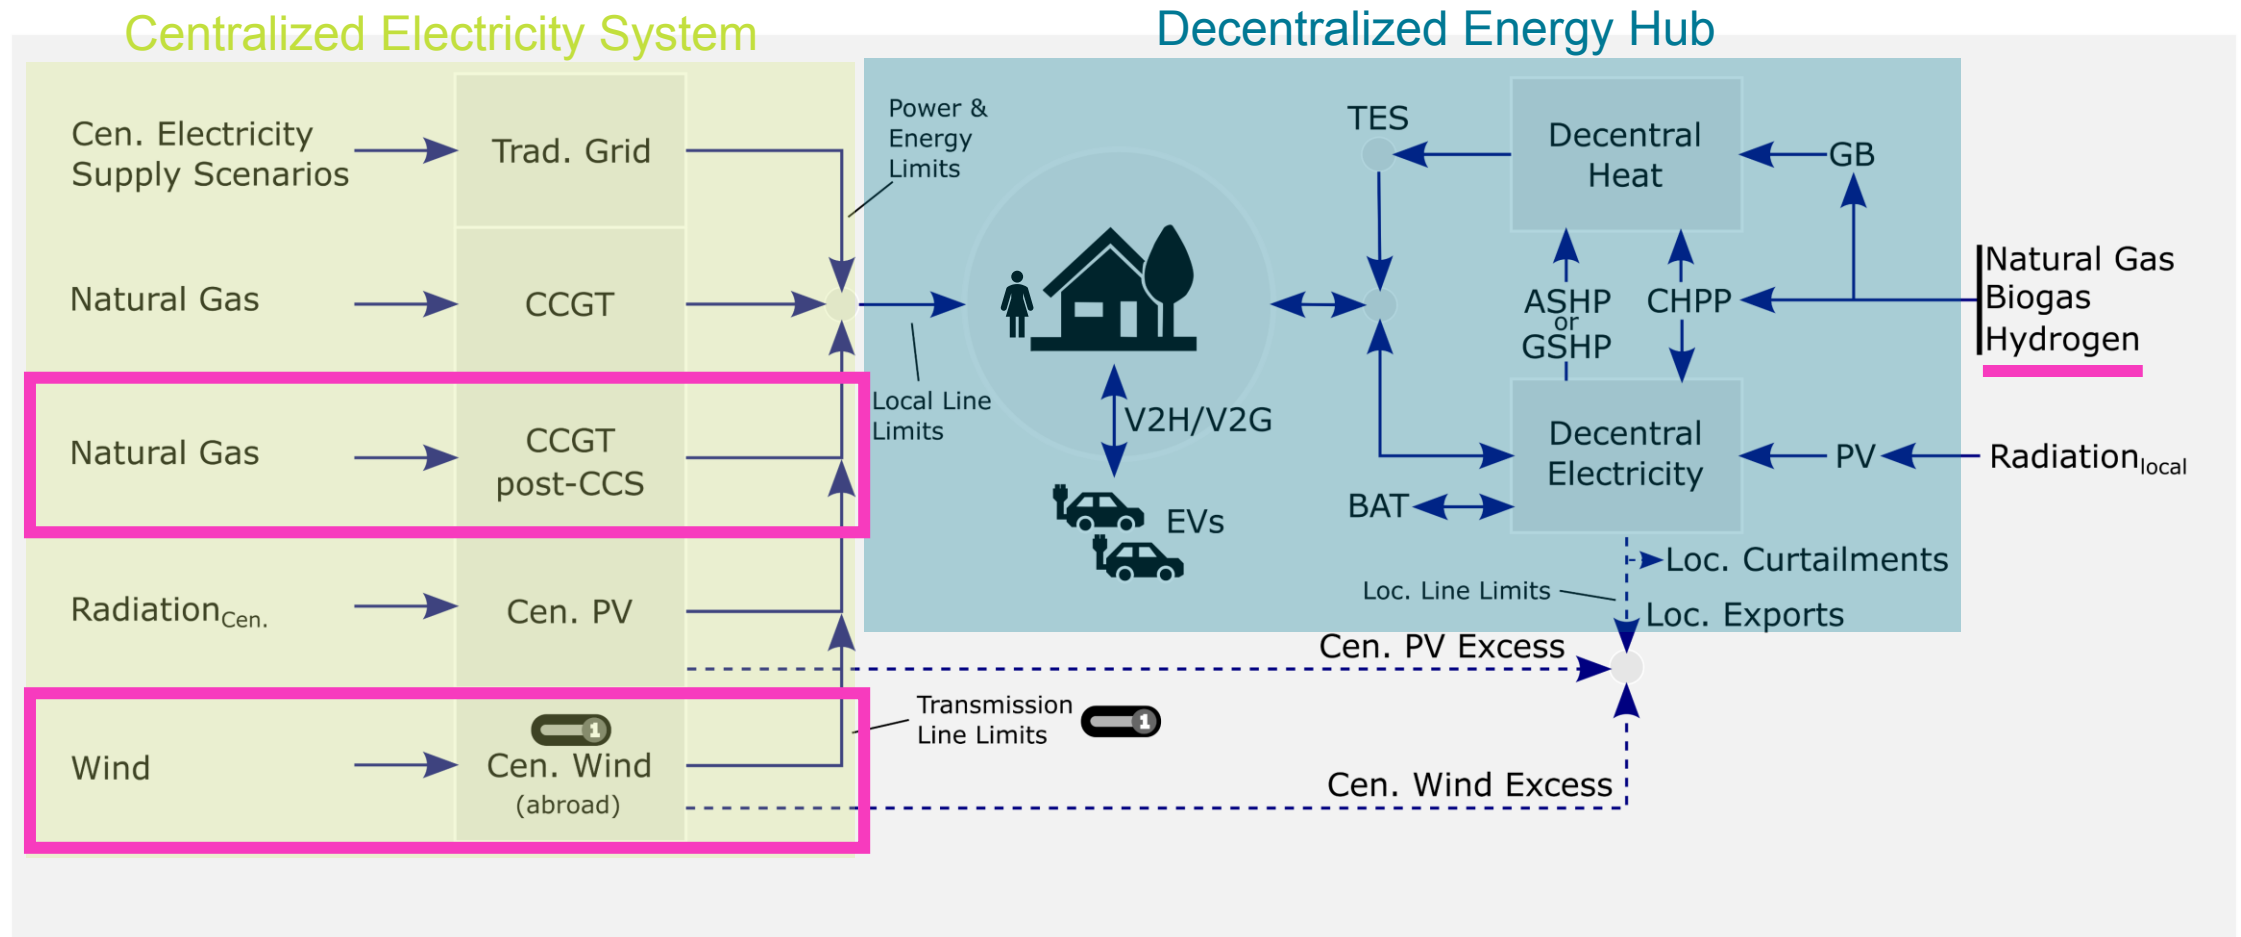 Centralized Electricity System
Decentralized Energy Hub
Cen. Electricity
Supply Scenarios
Trad. Grid
Natural Gas
CCGT
Natural Gas
CCGT
post-CCS
Radiation Cen.
Cen. PV
Wind
1
Cen. Wind
(abroad)
Power &
Energy
Limits
Local Line
Limits
V2H/V2G
EVs
TES
Decentral
Heat
GB
ASHP
or
GSHP
CHPP
Natural Gas
Biogas
Hydrogen
Decentral
Electricity
PV
Radiation local
BAT
Loc. Curtailments
Loc. Line Limits
Loc. Exports
Cen. PV Excess
Transmission
Line Limits
1
Cen. Wind Excess